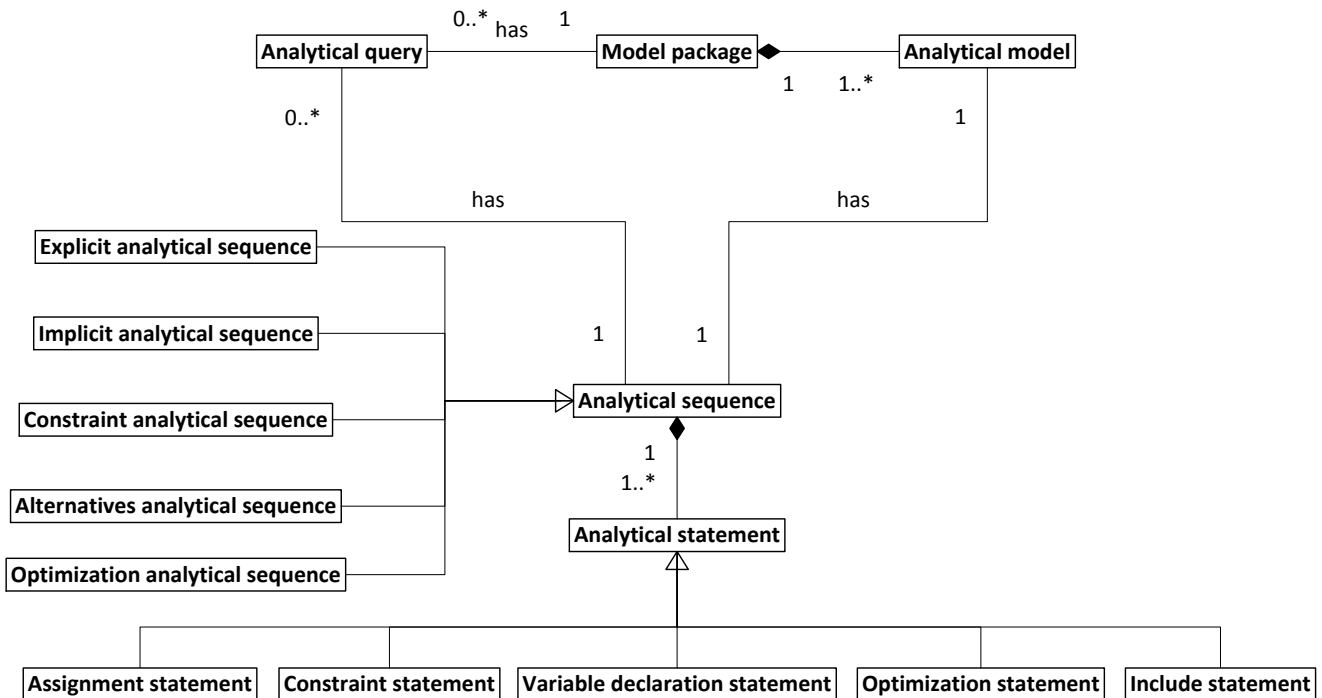 0..* has 1
Analytical query
Model package
Analytical model
1
1..*
0..*
1
has
has
Explicit analytical sequence
Implicit analytical sequence
1
1
Analytical sequence
Constraint analytical sequence
1
1..*
Alternatives analytical sequence
Analytical statement
Optimization analytical sequence
Assignment statement
Constraint statement
Variable declaration statement
Optimization statement
Include statement